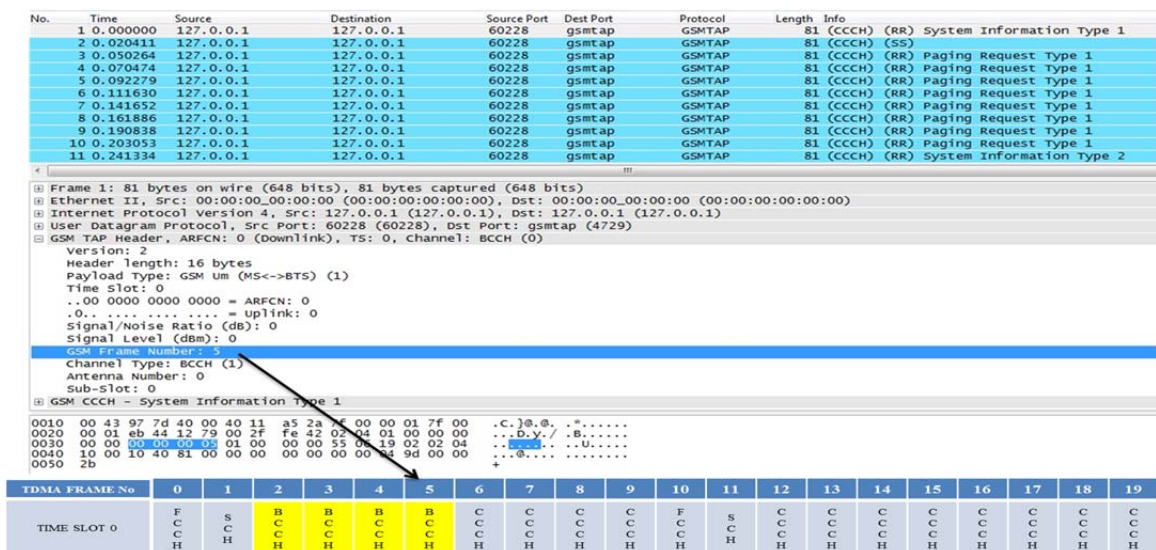 No. Time Source Destination Source Port Dest Port Protocol Length Info
1 0.000000 127.0.0.1 127.0.0.1 60228 gsmtap GSMTAP 81 (CCCH) (RR) System Information Type 1
2 0.020411 127.0.0.1 127.0.0.1 60228 gsmtap GSMTAP 81 (CCCH) (SS)
3 0.050264 127.0.0.1 127.0.0.1 60228 gsmtap GSMTAP 81 (CCCH) (RR) Paging Request Type 1
4 0.070474 127.0.0.1 127.0.0.1 60228 gsmtap GSMTAP 81 (CCCH) (RR) Paging Request Type 1
5 0.092279 127.0.0.1 127.0.0.1 60228 gsmtap GSMTAP 81 (CCCH) (RR) Paging Request Type 1
6 0.111630 127.0.0.1 127.0.0.1 60228 gsmtap GSMTAP 81 (CCCH) (RR) Paging Request Type 1
7 0.141652 127.0.0.1 127.0.0.1 60228 gsmtap GSMTAP 81 (CCCH) (RR) Paging Request Type 1
8 0.161886 127.0.0.1 127.0.0.1 60228 gsmtap GSMTAP 81 (CCCH) (RR) Paging Request Type 1
9 0.190838 127.0.0.1 127.0.0.1 60228 gsmtap GSMTAP 81 (CCCH) (RR) Paging Request Type 1
10 0.203053 127.0.0.1 127.0.0.1 60228 gsmtap GSMTAP 81 (CCCH) (RR) Paging Request Type 1
11 0.241334 127.0.0.1 127.0.0.1 60228 gsmtap GSMTAP 81 (CCCH) (RR) System Information Type 2
Frame 1: 81 bytes on wire (648 bits), 81 bytes captured (648 bits)
Ethernet II, Src: 00:00:00_00:00:00 (00:00:00:00:00:00), Dst: 00:00:00_00:00:00 (00:00:00:00:00:00)
Internet Protocol Version 4, Src: 127.0.0.1 (127.0.0.1), Dst: 127.0.0.1 (127.0.0.1)
User Datagram Protocol, Src Port: 60228 (60228), Dst Port: gsmtap (4729)
GSM TAP Header, ARFCN: 0 (Downlink), TS: 0, Channel: BCCH (0)
Version: 2
Header length: 16 bytes
Payload Type: GSM Um (MS<->BTS) (1)
Time Slot: 0
..00 0000 0000 0000 = ARFCN: 0
.0.. .... .... .... = Uplink: 0
Signal/Noise Ratio (dB): 0
Signal Level (dBm): 0
GSM Frame Number: 5
Channel Type: BCCH (1)
Antenna Number: 0
Sub-Slot: 0
GSM CCCH - System Information Type 1
0010 00 43 97 7d 40 00 40 11 a5 2a 7f 00 00 01 7f 00 .C.}@.@. .*......
0020 00 01 eb 44 12 79 00 2f fe 42 02 04 01 00 00 00 ...D.y./ .B......
0030 00 00 00 00 00 05 01 00 00 00 55 06 19 02 02 04 ........ ..U.....
0040 10 00 10 40 81 00 00 00 00 00 00 00 04 9d 00 00 ...@.... ........
0050 2b +
TDMA FRAME No 0 1 2 3 4 5 6 7 8 9 10 11 12 13 14 15 16 17 18 19
TIME SLOT 0 FCCH SCH BCCH BCCH BCCH BCCH CCCH CCCH CCCH CCCH FCCH SCH CCCH CCCH CCCH CCCH CCCH CCCH CCCH CCCH